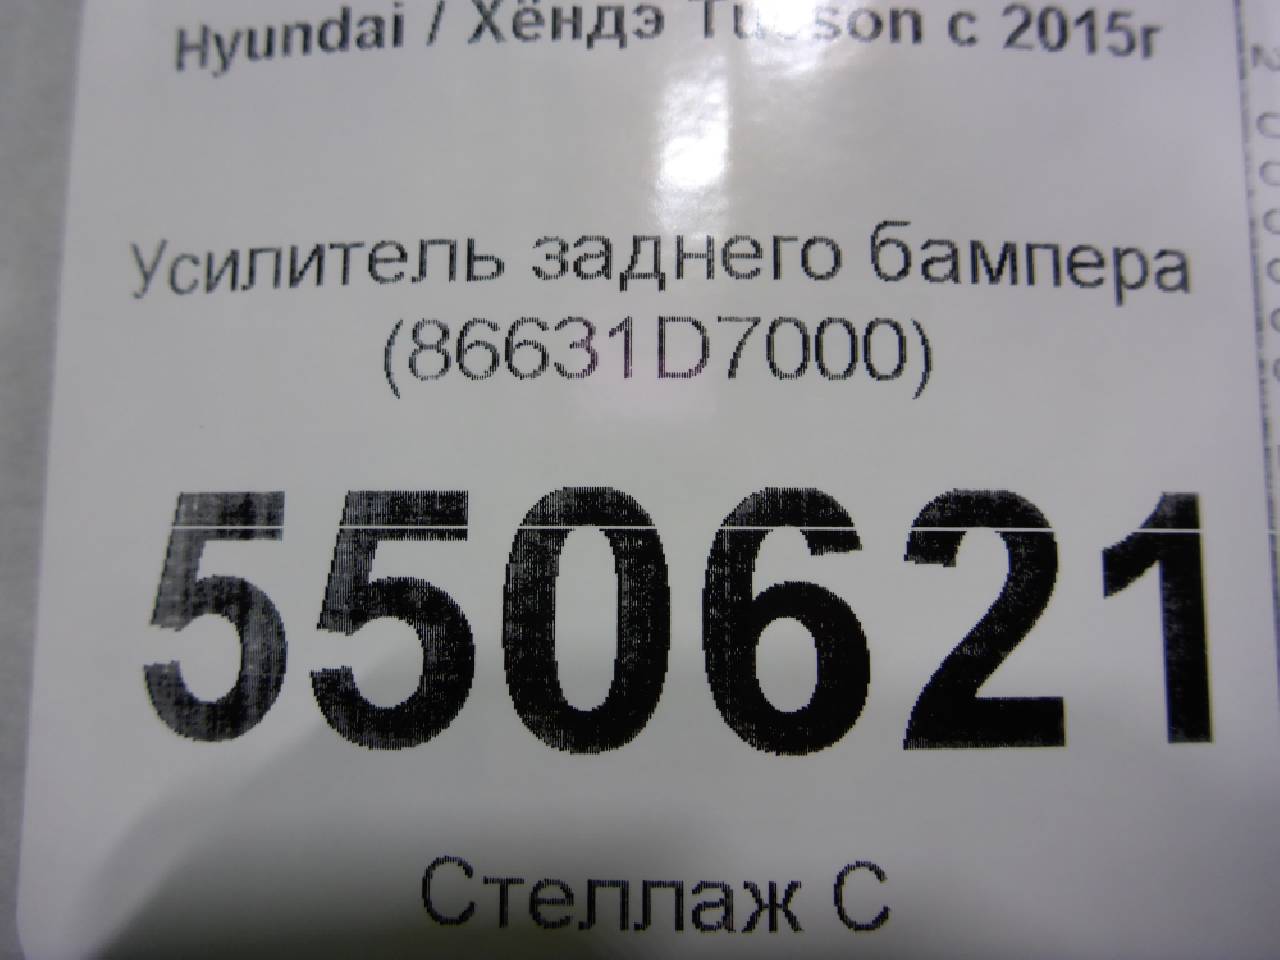 Hyundai / Хёндэ Tucson с 2015г
Усилитель заднего бампера
(86631D7000)
550621
Стеллаж С